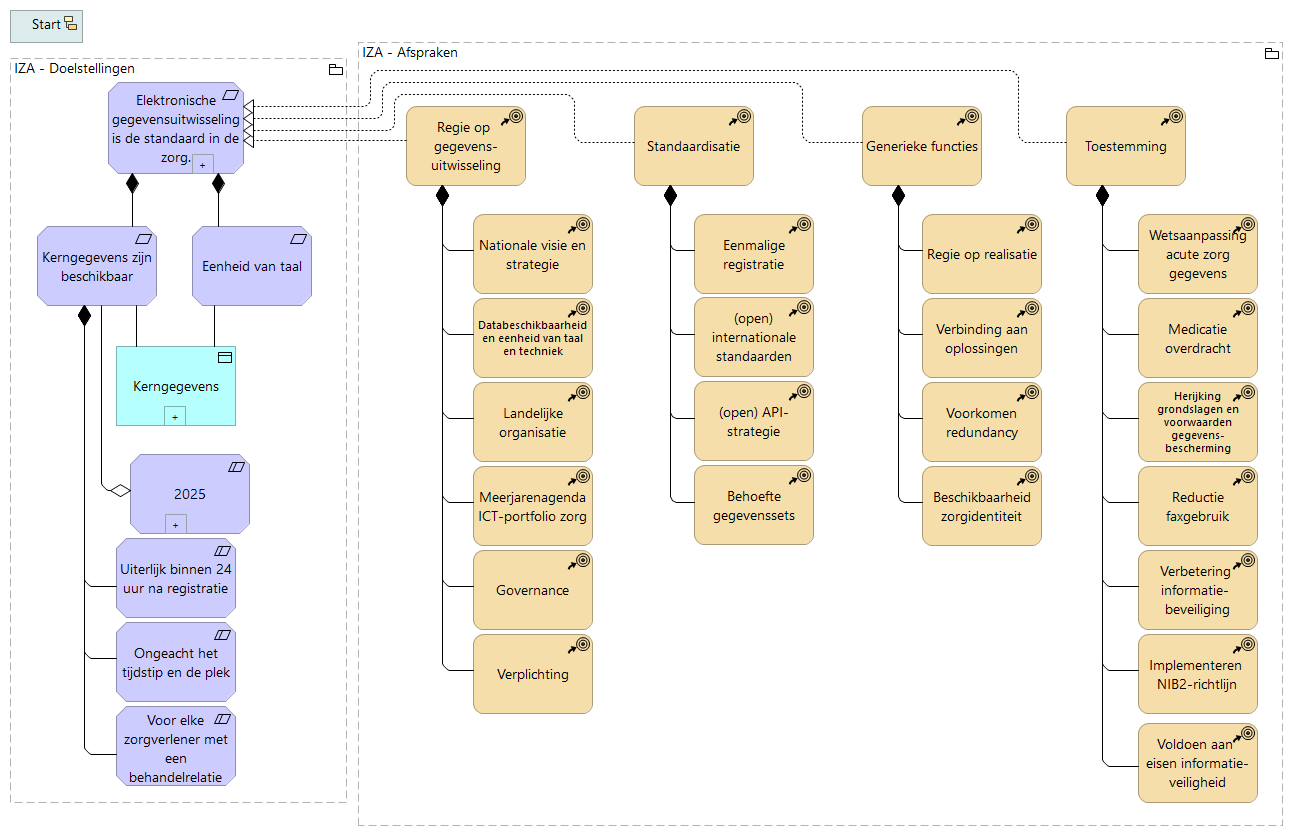 Start
IZA - Doelstellingen
Elektronische
gegevensuitwisseling
is de standaard in de
zorg.
+
Kerngegevens zijn
beschikbaar
Eenheid van taal
Kerngegevens
+
2025
+
Uiterlijk binnen 24
uur na registratie
Ongeacht het
tijdstip en de plek
Voor elke
zorgverlener met
een
behandelrelatie
IZA - Afspraken
Regie op
gegevens-
uitwisseling
Nationale visie en
strategie
Databeschikbaarheid
en eenheid van taal
en techniek
Landelijke
organisatie
Meerjarenagenda
ICT-portfolio zorg
Governance
Verplichting
Standaardisatie
Eenmalige
registratie
(open)
internationale
standaarden
(open) API-
strategie
Behoefte
gegevenssets
Generieke functies
Regie op realisatie
Verbinding aan
oplossingen
Voorkomen
redundancy
Beschikbaarheid
zorgidentiteit
Toestemming
Wetsaanpassing
acute zorg
gegevens
Medicatie
overdracht
Herijking
grondslagen en
voorwaarden
gegevens-
bescherming
Reductie
faxgebruik
Verbetering
informatie-
beveiliging
Implementeren
NIB2-richtlijn
Voldoen aan
eisen informatie-
veiligheid